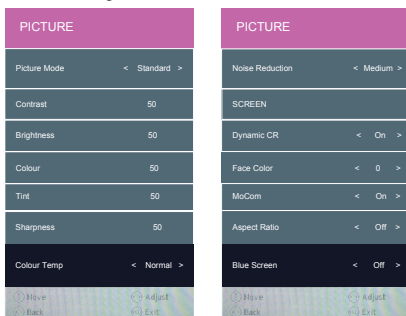 PICTURE
Picture Mode < Standard >
Contrast 50
Brightness 50
Colour 50
Tint 50
Sharpness 50
Colour Temp < Normal >
Move Adjust
Back Exit
PICTURE
Noise Reduction < Medium >
SCREEN
Dynamic CR < On >
Face Color < 0 >
MoCom < On >
Aspect Ratio < Off >
Blue Screen < Off >
Move Adjust
Back Exit